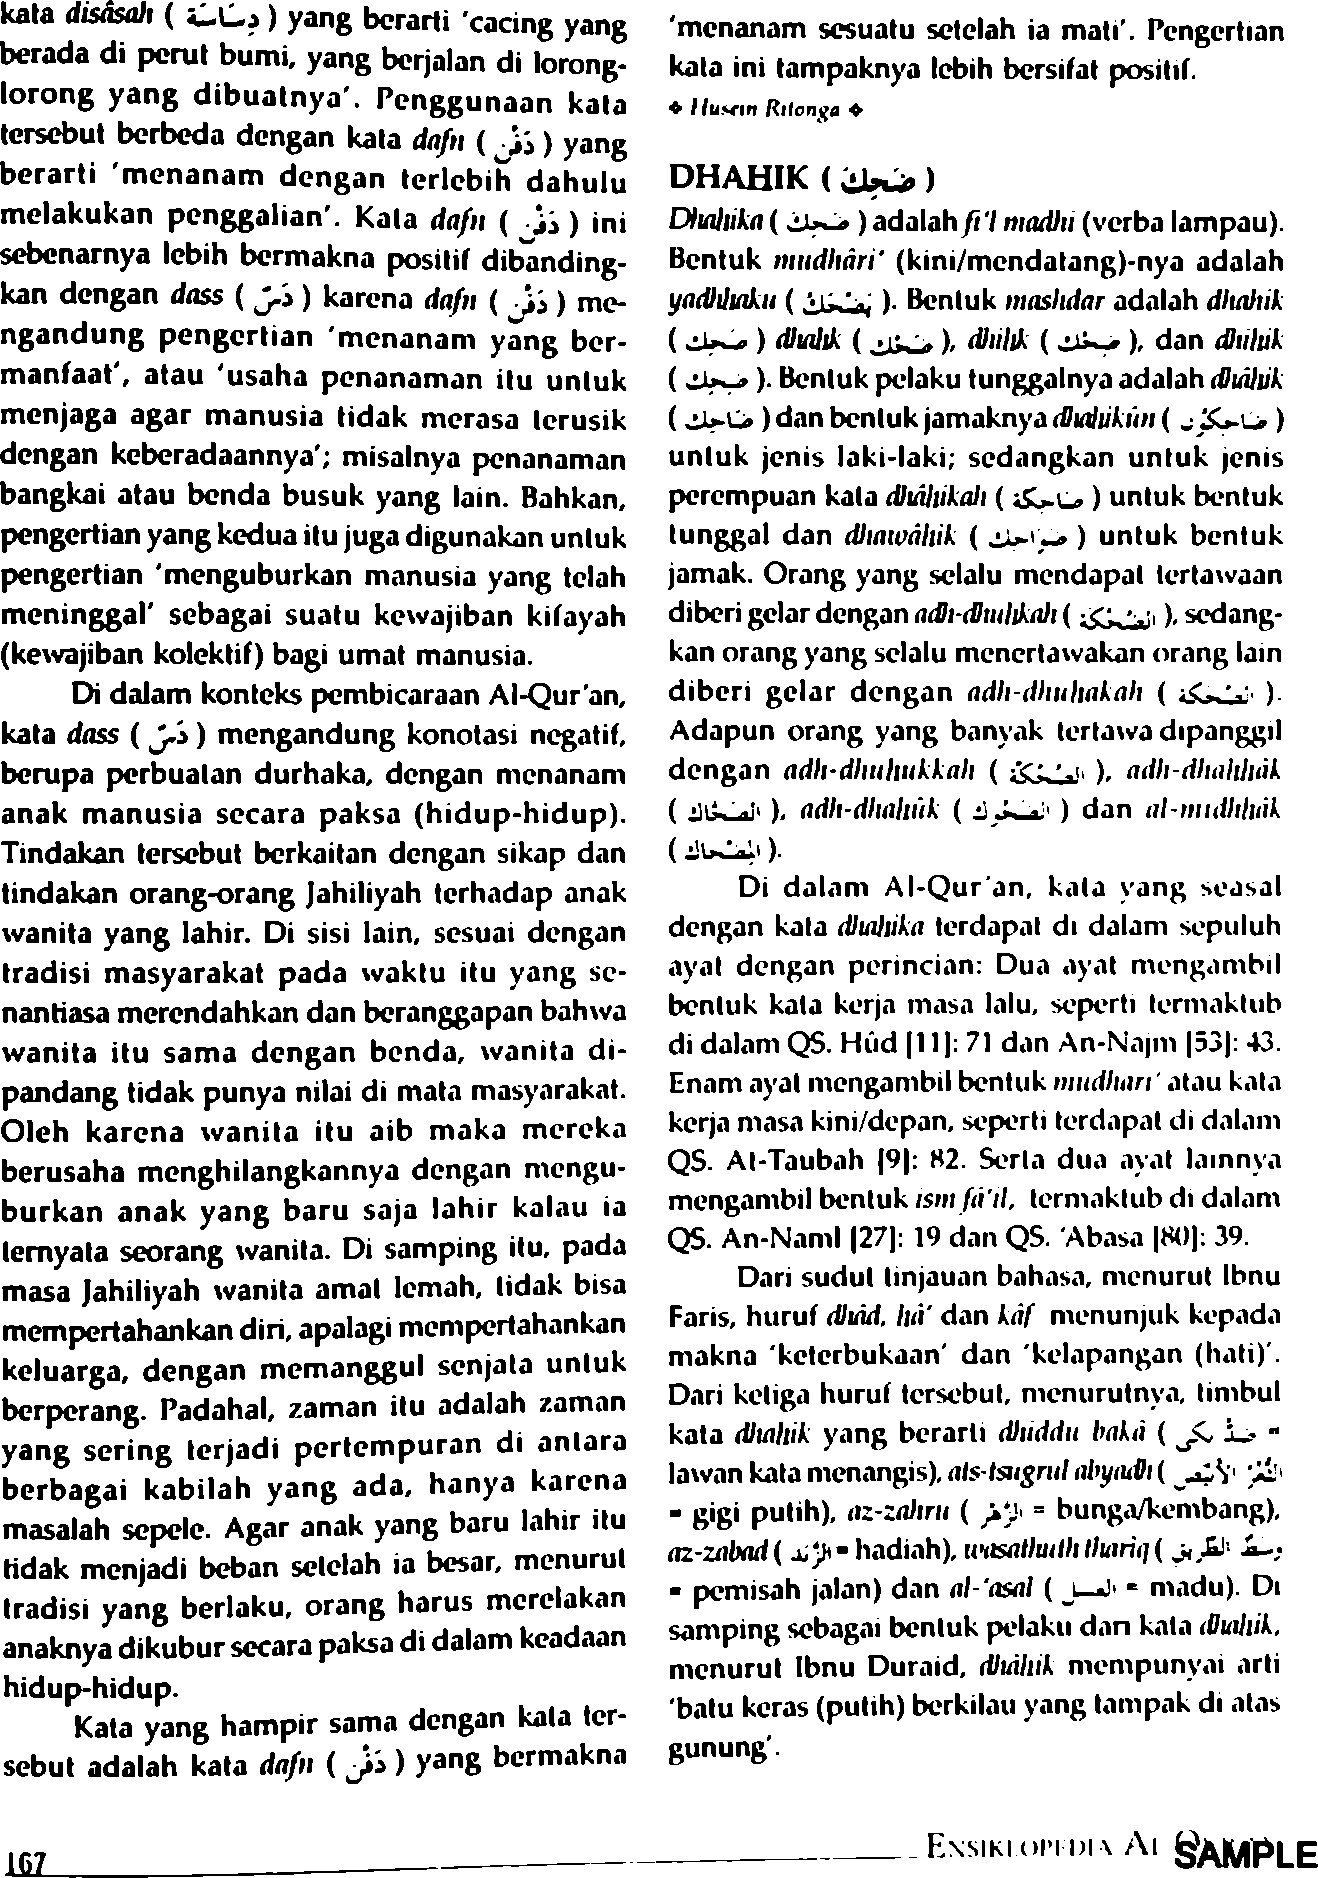 kata disâsah ( دِسَاسَة ) yang berarti 'cacing yang
berada di perut bumi, yang berjalan di lorong-
lorong yang dibuatnya'. Penggunaan kata
tersebut berbeda dengan kata dafn ( دَفْن ) yang
berarti 'menanam dengan terlebih dahulu
melakukan penggalian'. Kata dafn ( دَفْن ) ini
sebenarnya lebih bermakna positif dibanding-
kan dengan dass ( دَسّ ) karena dafn ( دَفْن ) me-
ngandung pengertian 'menanam yang ber-
manfaat', atau 'usaha penanaman itu untuk
menjaga agar manusia tidak merasa terusik
dengan keberadaannya'; misalnya penanaman
bangkai atau benda busuk yang lain. Bahkan,
pengertian yang kedua itu juga digunakan untuk
pengertian 'menguburkan manusia yang telah
meninggal' sebagai suatu kewajiban kifayah
(kewajiban kolektif) bagi umat manusia.
Di dalam konteks pembicaraan Al-Qur'an,
kata dass ( دَسّ ) mengandung konotasi negatif,
berupa perbuatan durhaka, dengan menanam
anak manusia secara paksa (hidup-hidup).
Tindakan tersebut berkaitan dengan sikap dan
tindakan orang-orang Jahiliyah terhadap anak
wanita yang lahir. Di sisi lain, sesuai dengan
tradisi masyarakat pada waktu itu yang se-
nantiasa merendahkan dan beranggapan bahwa
wanita itu sama dengan benda, wanita di-
pandang tidak punya nilai di mata masyarakat.
Oleh karena wanita itu aib maka mereka
berusaha menghilangkannya dengan mengu-
burkan anak yang baru saja lahir kalau ia
ternyata seorang wanita. Di samping itu, pada
masa Jahiliyah wanita amat lemah, tidak bisa
mempertahankan diri, apalagi mempertahankan
keluarga, dengan memanggul senjata untuk
berperang. Padahal, zaman itu adalah zaman
yang sering terjadi pertempuran di antara
berbagai kabilah yang ada, hanya karena
masalah sepele. Agar anak yang baru lahir itu
tidak menjadi beban setelah ia besar, menurut
tradisi yang berlaku, orang harus merelakan
anaknya dikubur secara paksa di dalam keadaan
hidup-hidup.
Kata yang hampir sama dengan kata ter-
sebut adalah kata dafn ( دَفْن ) yang bermakna
'menanam sesuatu setelah ia mati'. Pengertian
kata ini tampaknya lebih bersifat positif.
◆ Husein Ritonga ◆
DHAHIK ( ضَحِكَ )
Dhahika ( ضَحِكَ ) adalah fi'l madhi (verba lampau).
Bentuk mudhâri' (kini/mendatang)-nya adalah
yadhhaku ( يَضْحَكُ ). Bentuk mashdar adalah dhahik
( ضَحِك ) dhahk ( ضَحْك ), dhihk ( ضِحْك ), dan dhihik
( ضِحِك ). Bentuk pelaku tunggalnya adalah dhâhik
( ضَاحِك ) dan bentuk jamaknya dhahikûn ( ضَاحِكُوْن )
untuk jenis laki-laki; sedangkan untuk jenis
perempuan kata dhâhikah ( ضَاحِكَة ) untuk bentuk
tunggal dan dhawâhik ( ضَوَاحِك ) untuk bentuk
jamak. Orang yang selalu mendapat tertawaan
diberi gelar dengan adh-dhuhkah ( الضُّحْكَة ), sedang-
kan orang yang selalu menertawakan orang lain
diberi gelar dengan adh-dhuhakah ( الضُّحَكَة ).
Adapun orang yang banyak tertawa dipanggil
dengan adh-dhuhukkah ( الضُّحُكَّة ), adh-dhahhâk
( الضَّحَّاك ), adh-dhahûk ( الضَّحُوْك ) dan al-midhhâk
( الْمِضْحَاك ).
Di dalam Al-Qur'an, kata yang seasal
dengan kata dhahika terdapat di dalam sepuluh
ayat dengan perincian: Dua ayat mengambil
bentuk kata kerja masa lalu, seperti termaktub
di dalam QS. Hûd [11]: 71 dan An-Najm [53]: 43.
Enam ayat mengambil bentuk mudhari' atau kata
kerja masa kini/depan, seperti terdapat di dalam
QS. At-Taubah [9]: 82. Serta dua ayat lainnya
mengambil bentuk ism fâ'il, termaktub di dalam
QS. An-Naml [27]: 19 dan QS. 'Abasa [80]: 39.
Dari sudut tinjauan bahasa, menurut Ibnu
Faris, huruf dhâd, hâ' dan kâf menunjuk kepada
makna 'keterbukaan' dan 'kelapangan (hati)'.
Dari ketiga huruf tersebut, menurutnya, timbul
kata dhahik yang berarti dhiddu bakâ ( ضِدُّ بَكَى =
lawan kata menangis), ats-tsugrul abyadh ( الثَّغْرُ الْأَبْيَض
= gigi putih), az-zahru ( الزَّهْر = bunga/kembang),
az-zabad ( الزَّبَد = hadiah), wasathuth thariq ( وَسَطُ الطَّرِيْق
= pemisah jalan) dan al-'asal ( الْعَسَل = madu). Di
samping sebagai bentuk pelaku dari kata dhahik,
menurut Ibnu Duraid, dhâhik mempunyai arti
'batu keras (putih) berkilau yang tampak di atas
gunung'.
167
ENSIKLOPEDIA AL
SAMPLE